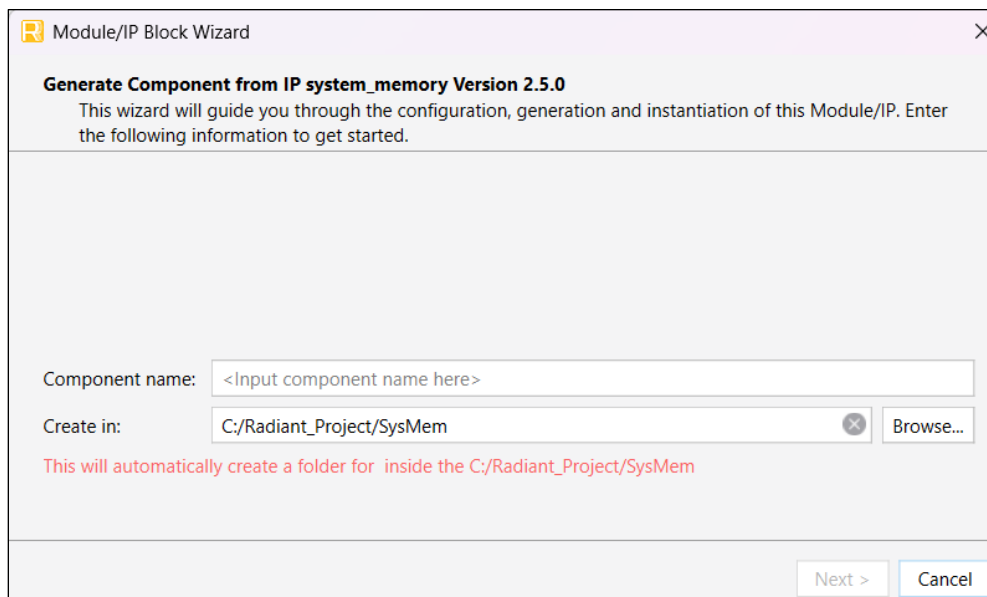 Module/IP Block Wizard
Generate Component from IP system_memory Version 2.5.0
This wizard will guide you through the configuration, generation and instantiation of this Module/IP. Enter
the following information to get started.
Component name: <Input component name here>
Create in: C:/Radiant_Project/SysMem Browse...
This will automatically create a folder for  inside the C:/Radiant_Project/SysMem
Next > Cancel